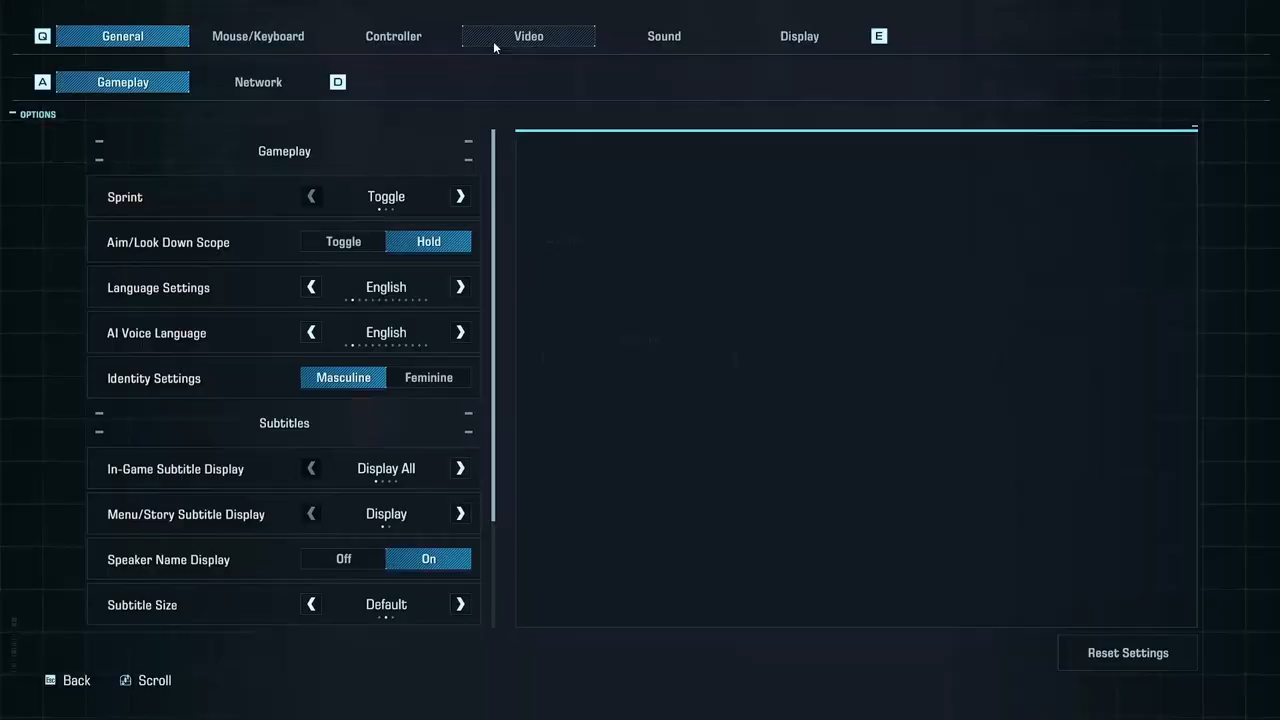 Q General Mouse/Keyboard Controller Video Sound Display E
A Gameplay Network D
OPTIONS
Gameplay
Sprint Toggle
Aim/Look Down Scope Toggle Hold
Language Settings English
AI Voice Language English
Identity Settings Masculine Feminine
Subtitles
In-Game Subtitle Display Display All
Menu/Story Subtitle Display Display
Speaker Name Display Off On
Subtitle Size Default
Reset Settings
Esc Back Scroll